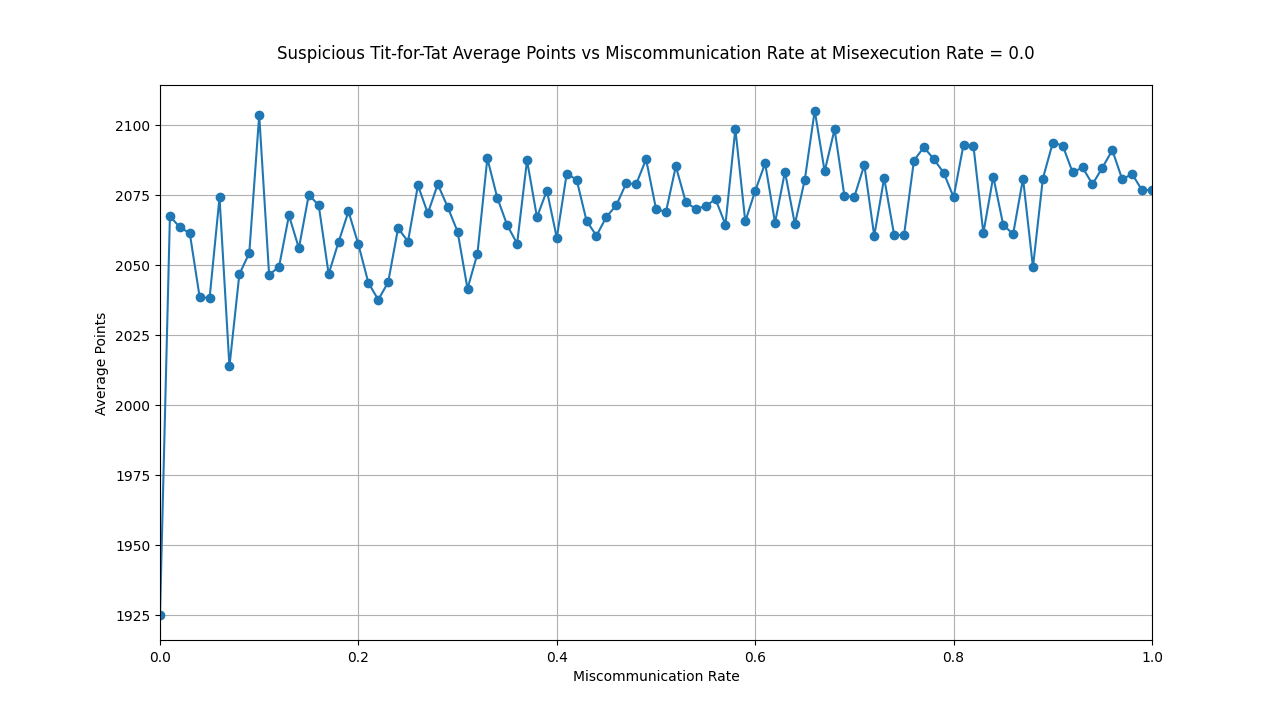 Suspicious Tit-for-Tat Average Points vs Miscommunication Rate at Misexecution Rate = 0.0
2100
2075
2050
2025
2000
1975
1950
1925
Average Points
0.0 0.2 0.4 0.6 0.8 1.0
Miscommunication Rate